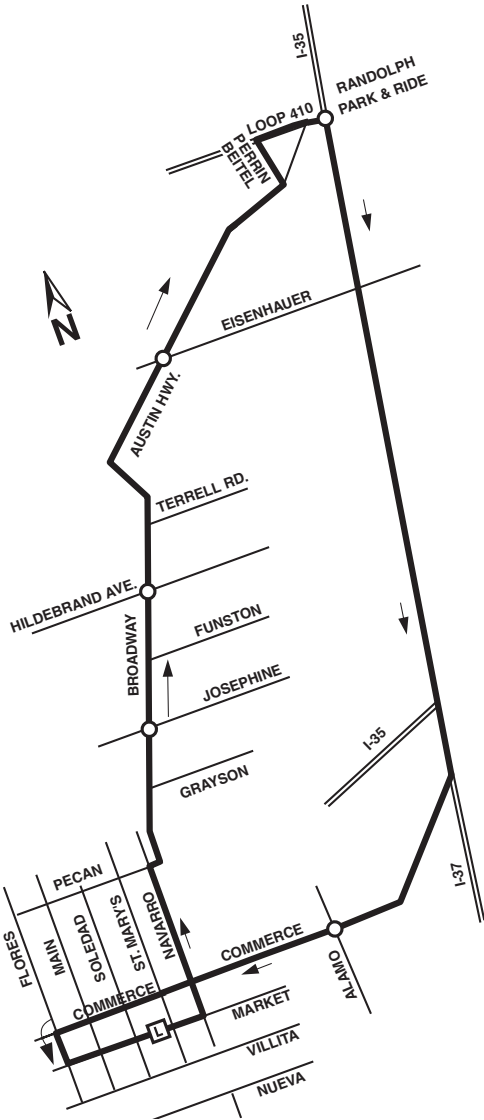 I-35
RANDOLPH
PARK & RIDE
LOOP 410
PERRIN
BEITEL
EISENHAUER
N
AUSTIN HWY.
TERRELL RD.
HILDEBRAND AVE.
FUNSTON
BROADWAY
JOSEPHINE
I-35
GRAYSON
I-37
PECAN
FLORES
MAIN
SOLEDAD
ST. MARY'S
NAVARRO
COMMERCE
ALAMO
COMMERCE
MARKET
L
VILLITA
NUEVA